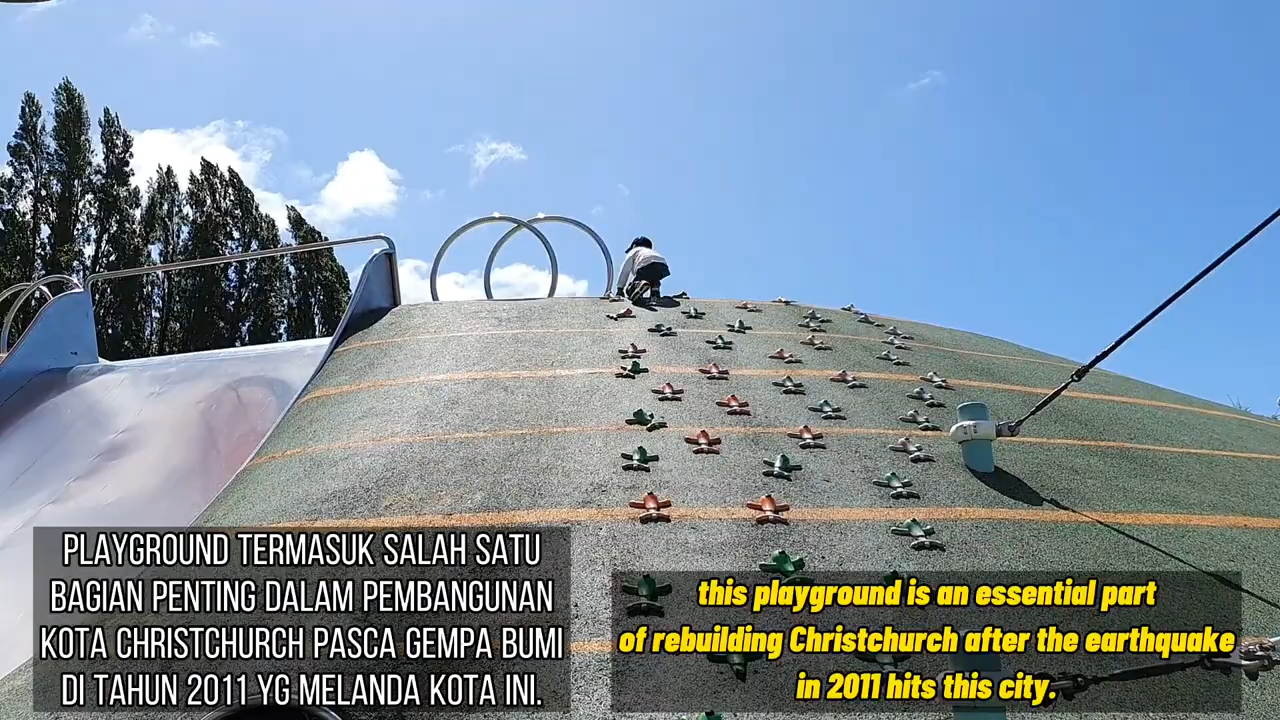 PLAYGROUND TERMASUK SALAH SATU
BAGIAN PENTING DALAM PEMBANGUNAN
KOTA CHRISTCHURCH PASCA GEMPA BUMI
DI TAHUN 2011 YG MELANDA KOTA INI.
this playground is an essential part
of rebuilding Christchurch after the earthquake
in 2011 hits this city.